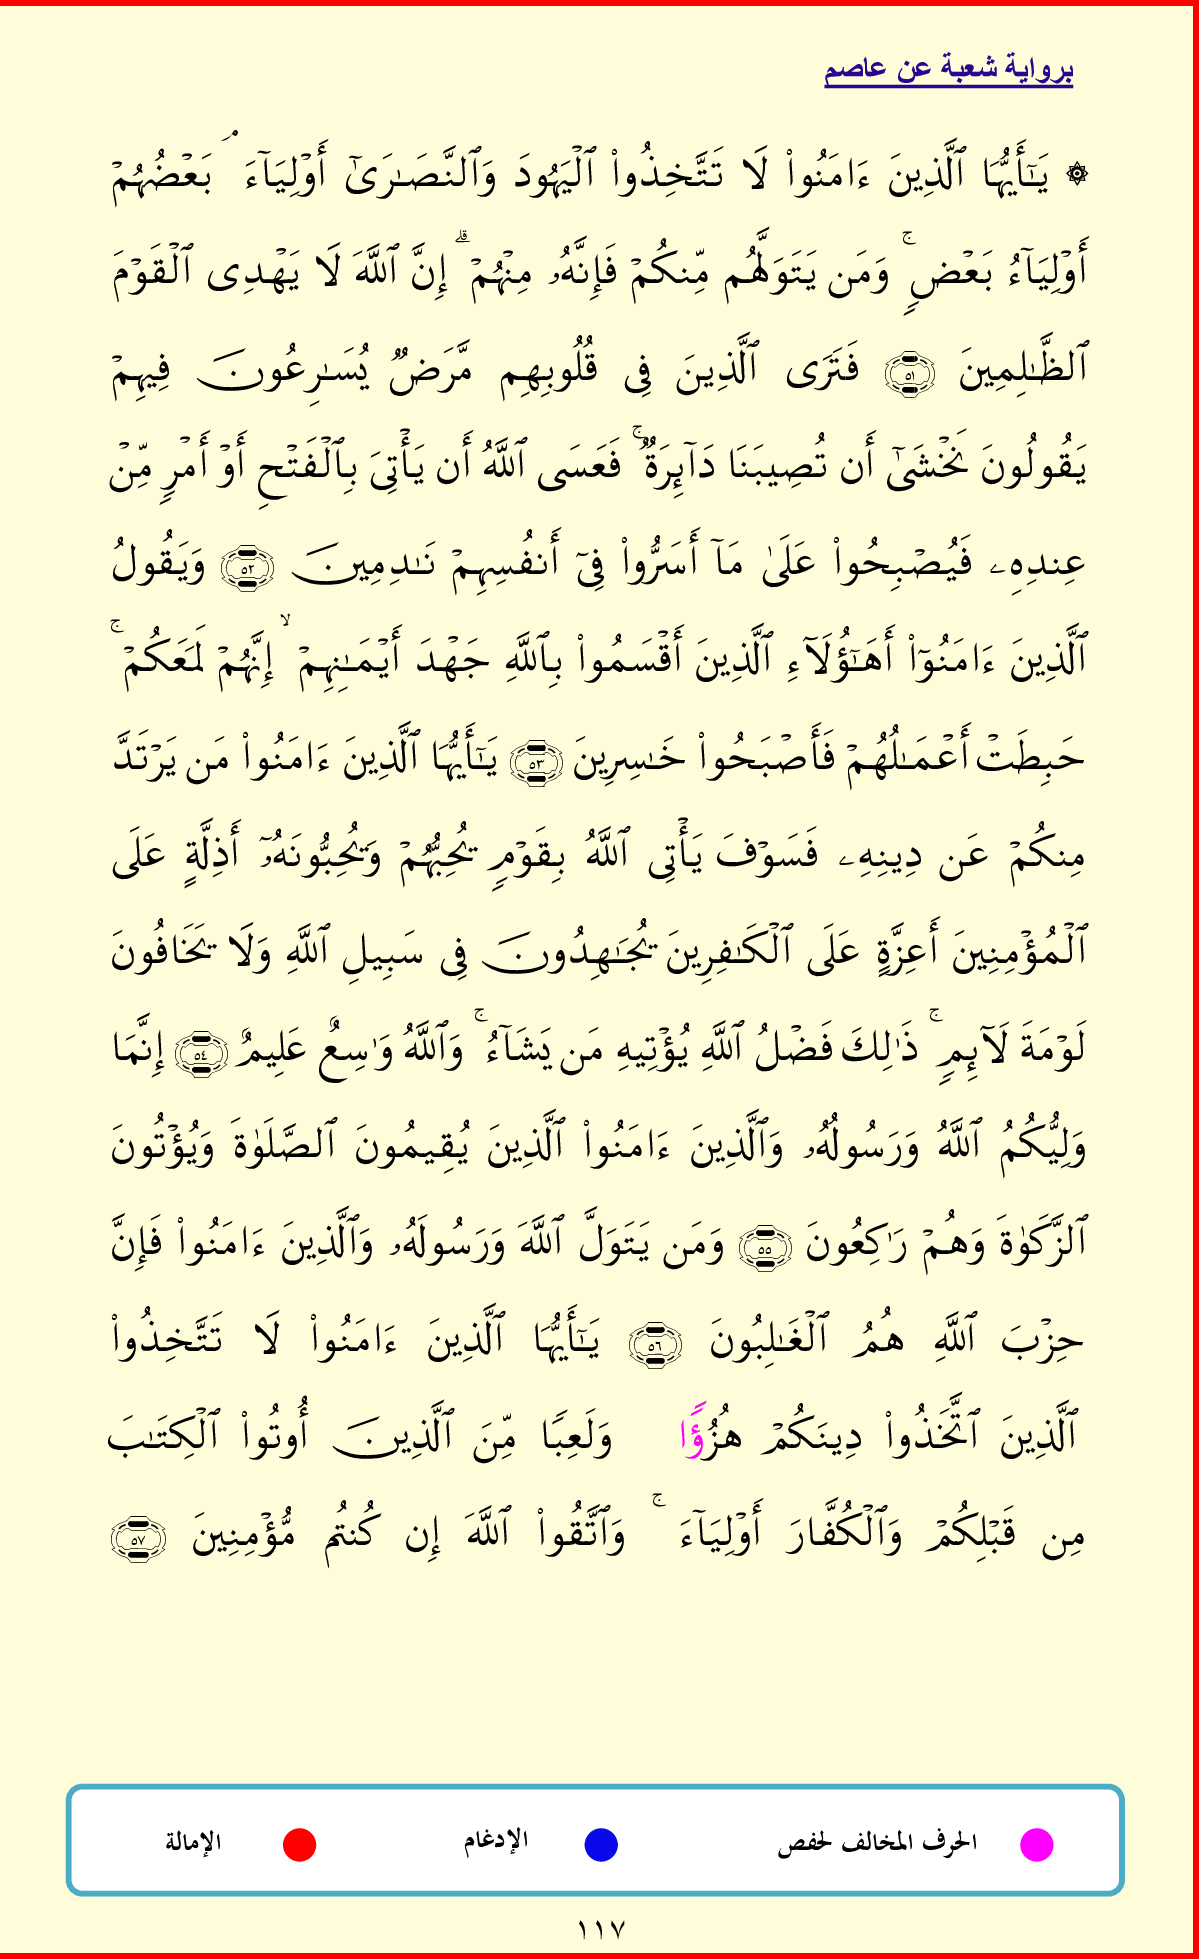 برواية شعبة عن عاصم
۞ يَـٰٓأَيُّهَا ٱلَّذِينَ ءَامَنُوا۟ لَا تَتَّخِذُوا۟ ٱلْيَهُودَ وَٱلنَّصَـٰرَىٰٓ أَوْلِيَآءَ ۘ بَعْضُهُمْ
أَوْلِيَآءُ بَعْضٍ ۚ وَمَن يَتَوَلَّهُم مِّنكُمْ فَإِنَّهُۥ مِنْهُمْ ۗ إِنَّ ٱللَّهَ لَا يَهْدِى ٱلْقَوْمَ
ٱلظَّـٰلِمِينَ ٥١ فَتَرَى ٱلَّذِينَ فِى قُلُوبِهِم مَّرَضٌ يُسَـٰرِعُونَ فِيهِمْ
يَقُولُونَ نَخْشَىٰٓ أَن تُصِيبَنَا دَآئِرَةٌ ۚ فَعَسَى ٱللَّهُ أَن يَأْتِىَ بِٱلْفَتْحِ أَوْ أَمْرٍ مِّنْ
عِندِهِۦ فَيُصْبِحُوا۟ عَلَىٰ مَآ أَسَرُّوا۟ فِىٓ أَنفُسِهِمْ نَـٰدِمِينَ ٥٢ وَيَقُولُ
ٱلَّذِينَ ءَامَنُوٓا۟ أَهَـٰٓؤُلَآءِ ٱلَّذِينَ أَقْسَمُوا۟ بِٱللَّهِ جَهْدَ أَيْمَـٰنِهِمْ ۙ إِنَّهُمْ لَمَعَكُمْ ۚ
حَبِطَتْ أَعْمَـٰلُهُمْ فَأَصْبَحُوا۟ خَـٰسِرِينَ ٥٣ يَـٰٓأَيُّهَا ٱلَّذِينَ ءَامَنُوا۟ مَن يَرْتَدَّ
مِنكُمْ عَن دِينِهِۦ فَسَوْفَ يَأْتِى ٱللَّهُ بِقَوْمٍ يُحِبُّهُمْ وَيُحِبُّونَهُۥٓ أَذِلَّةٍ عَلَى
ٱلْمُؤْمِنِينَ أَعِزَّةٍ عَلَى ٱلْكَـٰفِرِينَ يُجَـٰهِدُونَ فِى سَبِيلِ ٱللَّهِ وَلَا يَخَافُونَ
لَوْمَةَ لَآئِمٍ ۚ ذَٰلِكَ فَضْلُ ٱللَّهِ يُؤْتِيهِ مَن يَشَآءُ ۚ وَٱللَّهُ وَٰسِعٌ عَلِيمٌ ٥٤ إِنَّمَا
وَلِيُّكُمُ ٱللَّهُ وَرَسُولُهُۥ وَٱلَّذِينَ ءَامَنُوا۟ ٱلَّذِينَ يُقِيمُونَ ٱلصَّلَوٰةَ وَيُؤْتُونَ
ٱلزَّكَوٰةَ وَهُمْ رَٰكِعُونَ ٥٥ وَمَن يَتَوَلَّ ٱللَّهَ وَرَسُولَهُۥ وَٱلَّذِينَ ءَامَنُوا۟ فَإِنَّ
حِزْبَ ٱللَّهِ هُمُ ٱلْغَـٰلِبُونَ ٥٦ يَـٰٓأَيُّهَا ٱلَّذِينَ ءَامَنُوا۟ لَا تَتَّخِذُوا۟
ٱلَّذِينَ ٱتَّخَذُوا۟ دِينَكُمْ هُزُؤًا وَلَعِبًا مِّنَ ٱلَّذِينَ أُوتُوا۟ ٱلْكِتَـٰبَ
مِن قَبْلِكُمْ وَٱلْكُفَّارَ أَوْلِيَآءَ ۚ وَٱتَّقُوا۟ ٱللَّهَ إِن كُنتُم مُّؤْمِنِينَ ٥٧
الحرف المخالف لحفص الإدغام الإمالة
١١٧